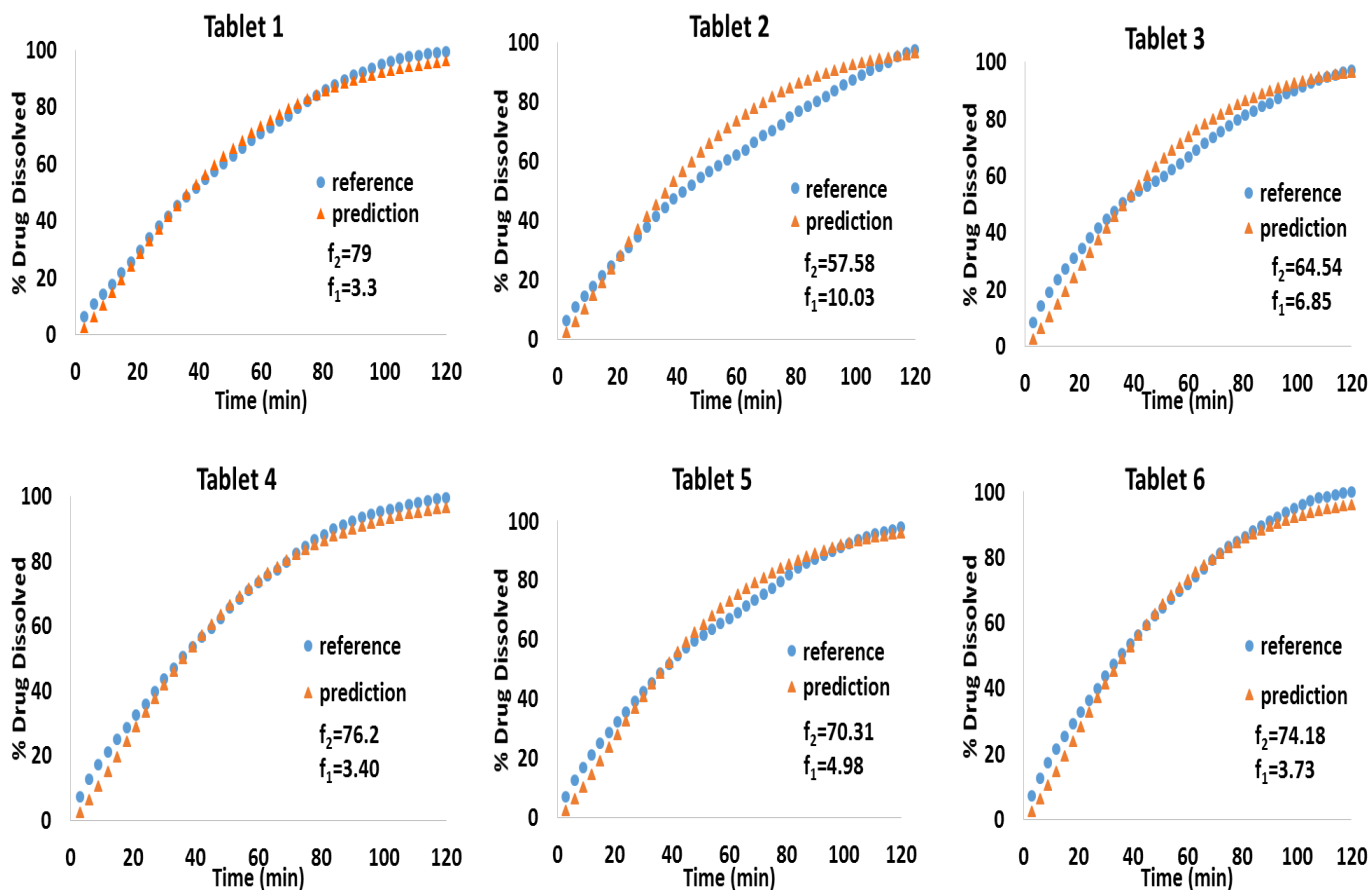 Tablet 1
% Drug Dissolved
100
80
60
40
20
0
reference
prediction
f2=79
f1=3.3
0 20 40 60 80 100 120
Time (min)
Tablet 2
% Drug Dissolved
100
80
60
40
20
0
reference
prediction
f2=57.58
f1=10.03
0 20 40 60 80 100 120
Time (min)
Tablet 3
% Drug Dissolved
100
80
60
40
20
0
reference
prediction
f2=64.54
f1=6.85
0 20 40 60 80 100 120
Time (min)
Tablet 4
% Drug Dissolved
100
80
60
40
20
0
reference
prediction
f2=76.2
f1=3.40
0 20 40 60 80 100 120
Time (min)
Tablet 5
% Drug Dissolved
100
80
60
40
20
0
reference
prediction
f2=70.31
f1=4.98
0 20 40 60 80 100 120
Time (min)
Tablet 6
% Drug Dissolved
100
80
60
40
20
0
reference
prediction
f2=74.18
f1=3.73
0 20 40 60 80 100 120
Time (min)